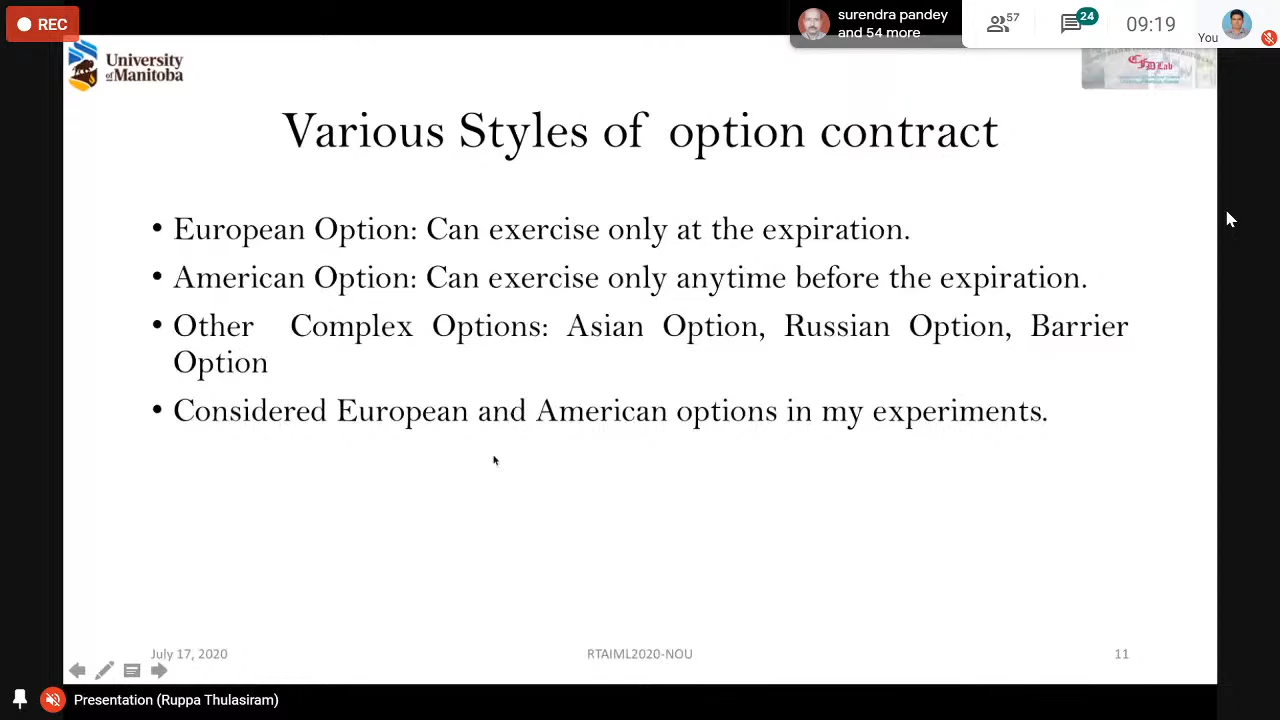 REC
surendra pandey
and 54 more
57
24
09:19
You
University
of Manitoba
CFD Lab
Various Styles of option contract
• European Option: Can exercise only at the expiration.
• American Option: Can exercise only anytime before the expiration.
• Other Complex Options: Asian Option, Russian Option, Barrier
Option
• Considered European and American options in my experiments.
July 17, 2020
RTAIML2020-NOU
11
Presentation (Ruppa Thulasiram)